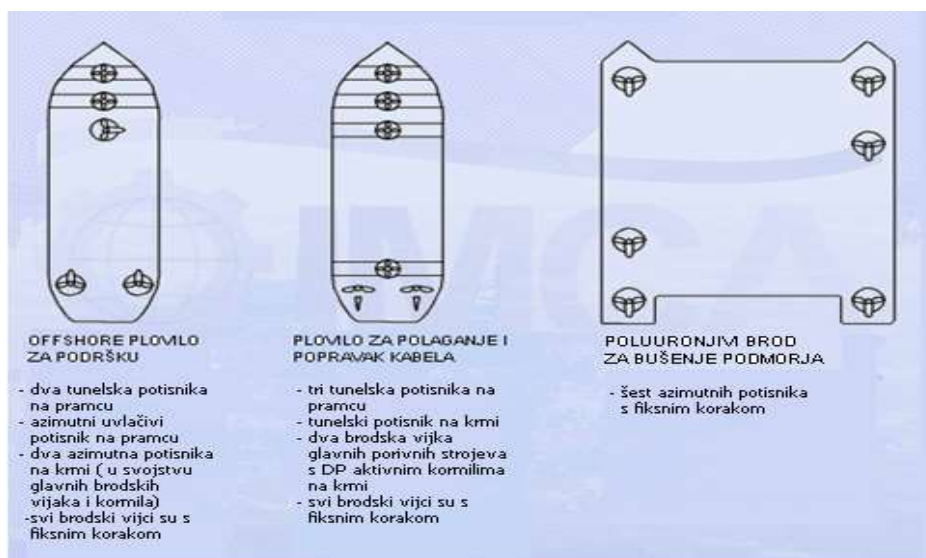 IMCA
OFFSHORE PLOVILO
ZA PODRŠKU
- dva tunelska potisnika
na pramcu
- azimutni uvlačivi
potisnik na pramcu
- dva azimutna potisnika
na krmi ( u svojstvu
glavnih brodskih
vijaka i kormila)
-svi brodski vijci su s
fiksnim korakom
PLOVILO ZA POLAGANJE I
POPRAVAK KABELA
- tri tunelska potisnika na
pramcu
- tunelski potisnik na krmi
- dva brodska vijka
glavnih porivnih strojeva
s DP aktivnim kormilima
na krmi
- svi brodski vijci su s
fiksnim korakom
POLUURONJIVI BROD
ZA BUŠENJE PODMORJA
- šest azimutnih potisnika
s fiksnim korakom